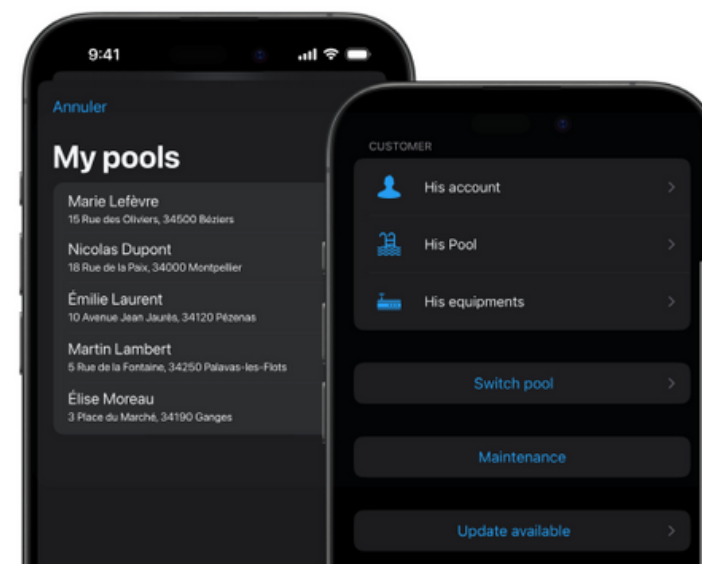 9:41
Annuler
My pools
Marie Lefèvre
15 Rue des Oliviers, 34500 Béziers
Nicolas Dupont
18 Rue de la Paix, 34000 Montpellier
Émilie Laurent
10 Avenue Jean Jaurès, 34120 Pézenas
Martin Lambert
5 Rue de la Fontaine, 34250 Palavas-les-Flots
Élise Moreau
3 Place du Marché, 34190 Ganges
CUSTOMER
His account
His Pool
His equipments
Switch pool
Maintenance
Update available